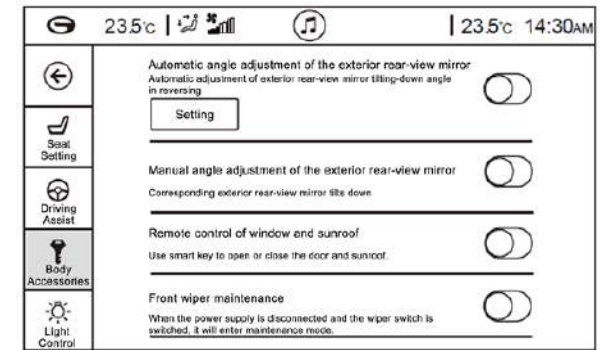 23.5°c 23.5°c 14:30AM
Automatic angle adjustment of the exterior rear-view mirror
Automatic adjustment of exterior rear-view mirror tilting-down angle
in reversing
Setting
Seat
Setting
Manual angle adjustment of the exterior rear-view mirror
Corresponding exterior rear-view mirror tilts down
Driving
Assist
Remote control of window and sunroof
Use smart key to open or close the door and sunroof.
Body
Accessories
Front wiper maintenance
When the power supply is disconnected and the wiper switch is
switched, it will enter maintenance mode.
Light
Control